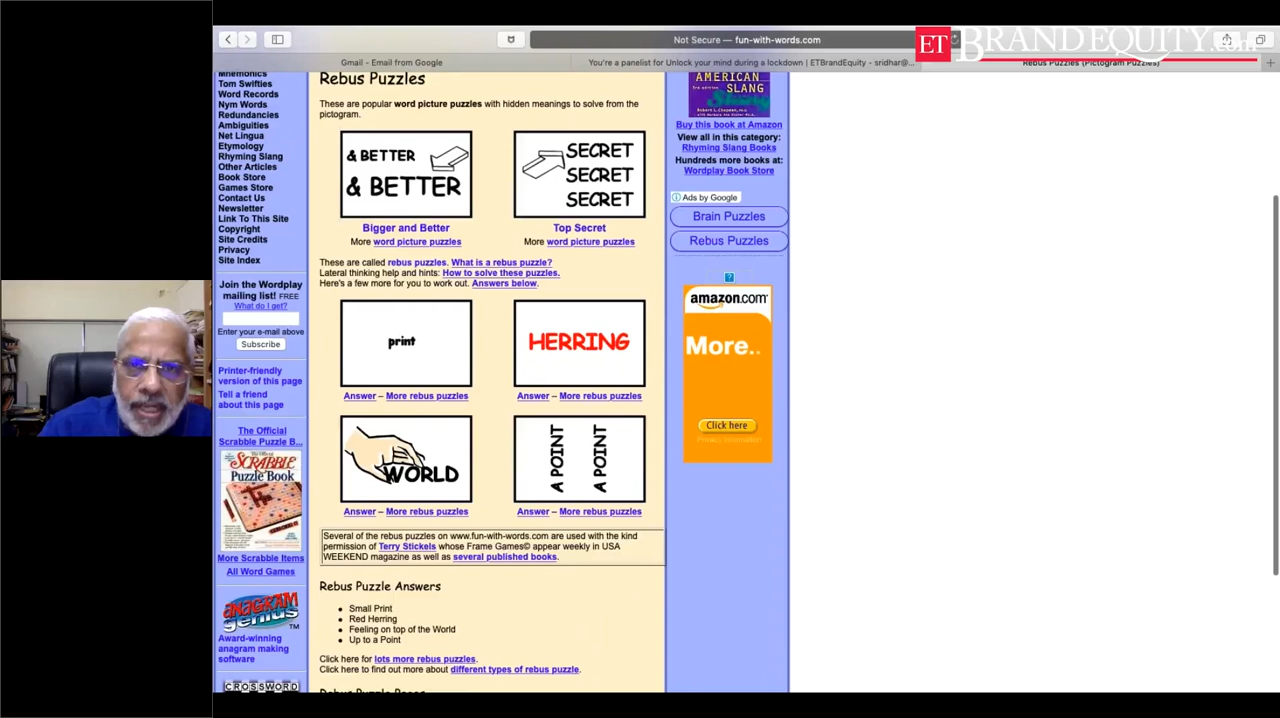 Not Secure — fun-with-words.com
ET BRANDEQUITY.com
Gmail - Email from Google
You're a panelist for Unlock your mind during a lockdown | ETBrandEquity - sridhar@...
Rebus Puzzles (Pictogram Puzzles)
Mnemonics
Tom Swifties
Word Records
Nym Words
Redundancies
Ambiguities
Net Lingua
Etymology
Rhyming Slang
Other Articles
Book Store
Games Store
Contact Us
Newsletter
Link To This Site
Copyright
Site Credits
Privacy
Site Index
Join the Wordplay
mailing list! FREE
What do I get?
Enter your e-mail above
Subscribe
Printer-friendly
version of this page
Tell a friend
about this page
The Official
Scrabble Puzzle B...
SCRABBLE
Puzzle Book
More Scrabble Items
All Word Games
anagram
genius TM
Award-winning
anagram making
software
CROSSWORD
Rebus Puzzles
These are popular word picture puzzles with hidden meanings to solve from the
pictogram.
& BETTER
& BETTER
SECRET
SECRET
SECRET
Bigger and Better
Top Secret
More word picture puzzles
More word picture puzzles
These are called rebus puzzles. What is a rebus puzzle?
Lateral thinking help and hints: How to solve these puzzles.
Here's a few more for you to work out. Answers below.
print
HERRING
Answer – More rebus puzzles
Answer – More rebus puzzles
WORLD
A POINT
A POINT
Answer – More rebus puzzles
Answer – More rebus puzzles
Several of the rebus puzzles on www.fun-with-words.com are used with the kind
permission of Terry Stickels whose Frame Games© appear weekly in USA
WEEKEND magazine as well as several published books.
Rebus Puzzle Answers
• Small Print
• Red Herring
• Feeling on top of the World
• Up to a Point
Click here for lots more rebus puzzles.
Click here to find out more about different types of rebus puzzle.
AMERICAN
SLANG
Buy this book at Amazon
View all in this category:
Rhyming Slang Books
Hundreds more books at:
Wordplay Book Store
Ads by Google
Brain Puzzles
Rebus Puzzles
?
amazon.com
More..
Click here
Privacy Information